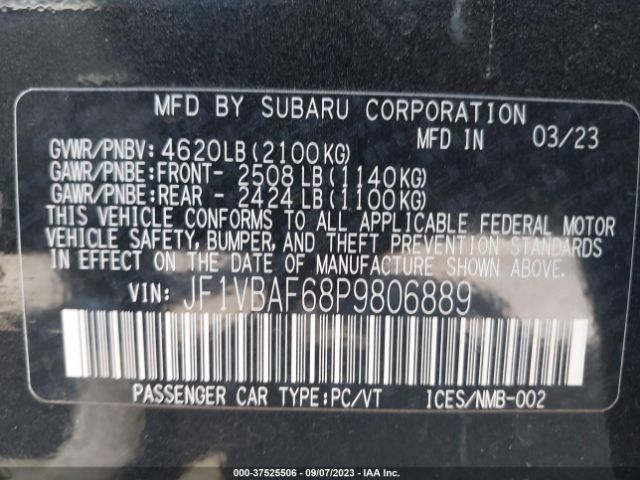 MFD BY SUBARU CORPORATION
MFD IN 03/23
GVWR/PNBV: 4620LB(2100KG)
GAWR/PNBE:FRONT- 2508 LB(1140KG)
GAWR/PNBE:REAR - 2424 LB(1100KG)
THIS VEHICLE CONFORMS TO ALL APPLICABLE FEDERAL MOTOR
VEHICLE SAFETY, BUMPER, AND THEFT PREVENTION STANDARDS
IN EFFECT ON THE DATE OF MANUFACTURE SHOWN ABOVE.
VIN: JF1VBAF68P9806889
PASSENGER CAR TYPE:PC/VT ICES/NMB-002
000-37525506 - 09/07/2023 - IAA Inc.